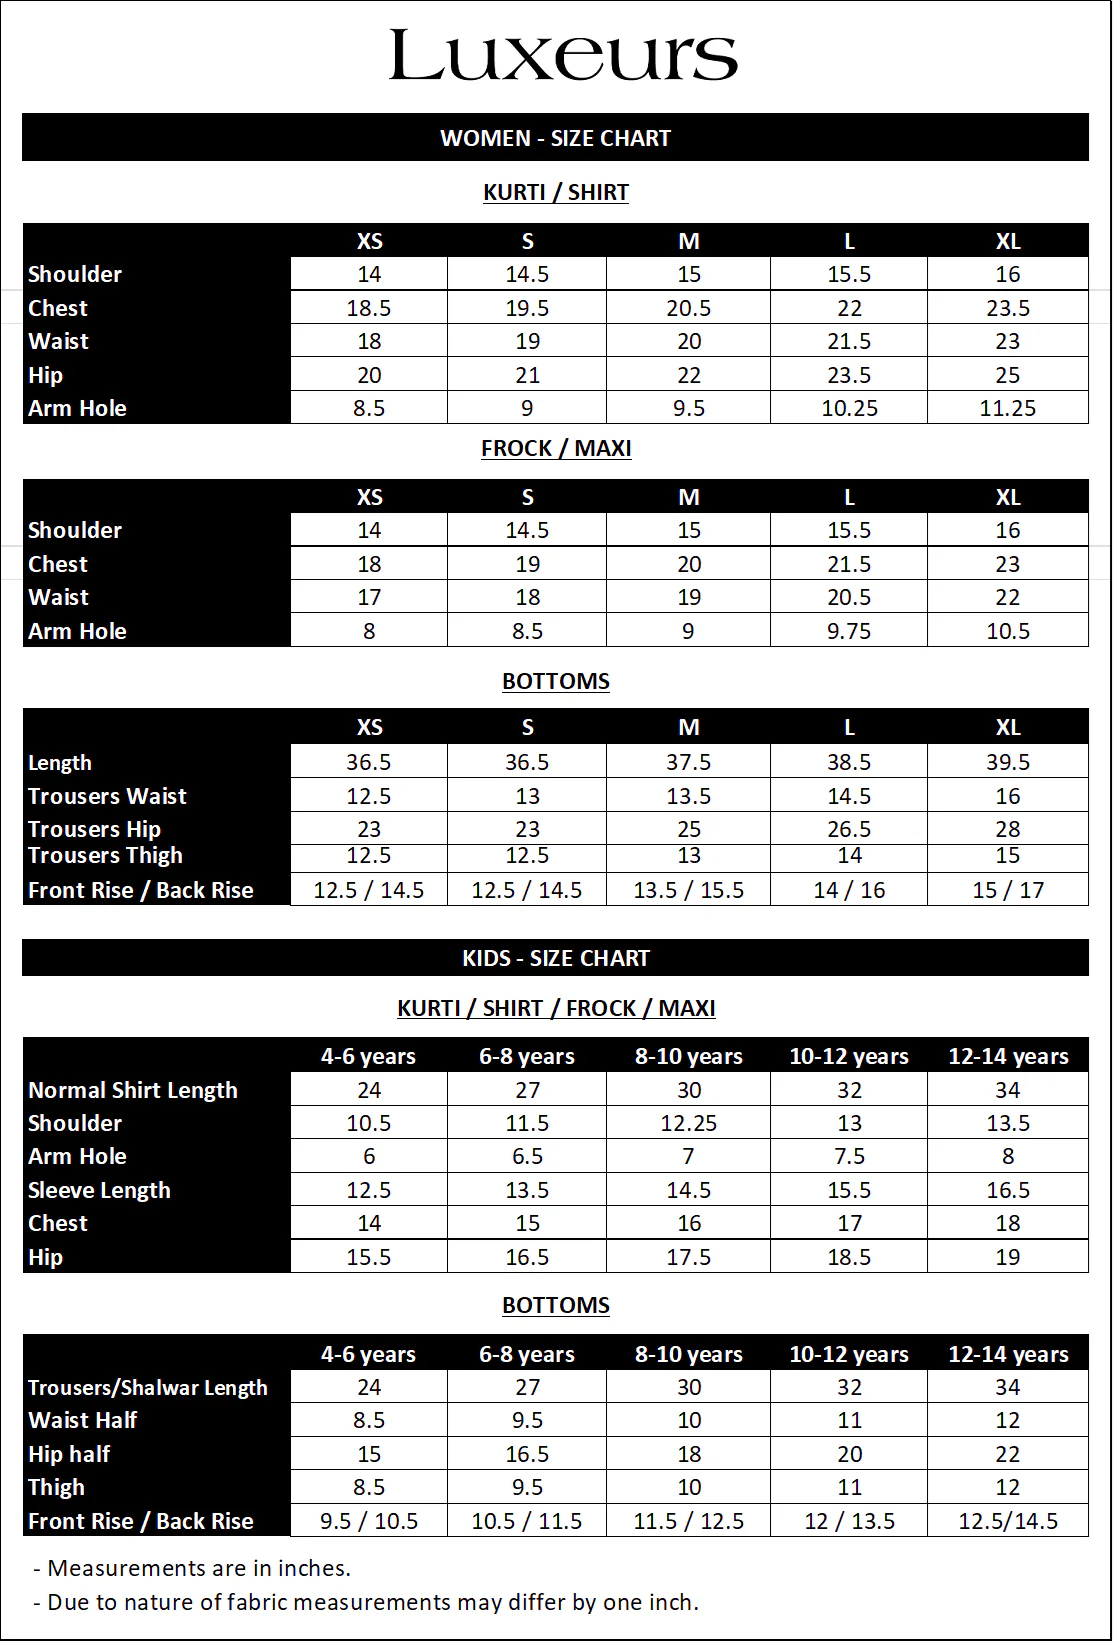 Luxeurs
WOMEN - SIZE CHART
KURTI / SHIRT
XS S M L XL
Shoulder 14 14.5 15 15.5 16
Chest 18.5 19.5 20.5 22 23.5
Waist 18 19 20 21.5 23
Hip 20 21 22 23.5 25
Arm Hole 8.5 9 9.5 10.25 11.25
FROCK / MAXI
XS S M L XL
Shoulder 14 14.5 15 15.5 16
Chest 18 19 20 21.5 23
Waist 17 18 19 20.5 22
Arm Hole 8 8.5 9 9.75 10.5
BOTTOMS
XS S M L XL
Length 36.5 36.5 37.5 38.5 39.5
Trousers Waist 12.5 13 13.5 14.5 16
Trousers Hip 23 23 25 26.5 28
Trousers Thigh 12.5 12.5 13 14 15
Front Rise / Back Rise 12.5 / 14.5 12.5 / 14.5 13.5 / 15.5 14 / 16 15 / 17
KIDS - SIZE CHART
KURTI / SHIRT / FROCK / MAXI
4-6 years 6-8 years 8-10 years 10-12 years 12-14 years
Normal Shirt Length 24 27 30 32 34
Shoulder 10.5 11.5 12.25 13 13.5
Arm Hole 6 6.5 7 7.5 8
Sleeve Length 12.5 13.5 14.5 15.5 16.5
Chest 14 15 16 17 18
Hip 15.5 16.5 17.5 18.5 19
BOTTOMS
4-6 years 6-8 years 8-10 years 10-12 years 12-14 years
Trousers/Shalwar Length 24 27 30 32 34
Waist Half 8.5 9.5 10 11 12
Hip half 15 16.5 18 20 22
Thigh 8.5 9.5 10 11 12
Front Rise / Back Rise 9.5 / 10.5 10.5 / 11.5 11.5 / 12.5 12 / 13.5 12.5/14.5
- Measurements are in inches.
- Due to nature of fabric measurements may differ by one inch.